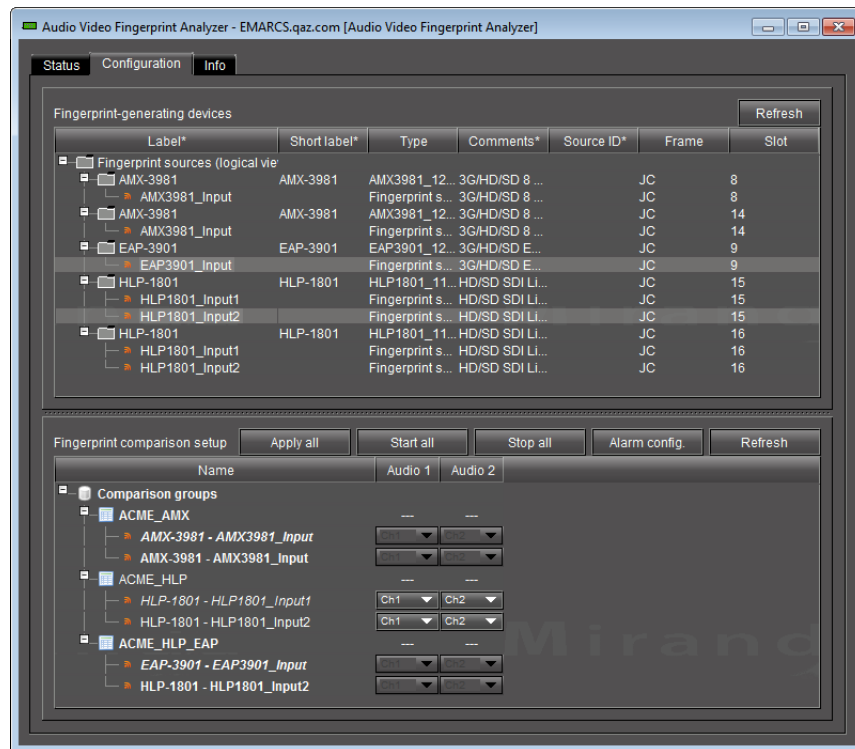 Audio Video Fingerprint Analyzer - EMARCS.qaz.com [Audio Video Fingerprint Analyzer]
Status Configuration Info
Fingerprint-generating devices Refresh
Label* Short label* Type Comments* Source ID* Frame Slot
Fingerprint sources (logical vie
AMX-3981 AMX-3981 AMX3981_12... 3G/HD/SD 8 ... JC 8
AMX3981_Input Fingerprint s... 3G/HD/SD 8 ... JC 8
AMX-3981 AMX-3981 AMX3981_12... 3G/HD/SD 8 ... JC 14
AMX3981_Input Fingerprint s... 3G/HD/SD 8 ... JC 14
EAP-3901 EAP-3901 EAP3901_12... 3G/HD/SD E... JC 9
EAP3901_Input Fingerprint s... 3G/HD/SD E... JC 9
HLP-1801 HLP-1801 HLP1801_11... HD/SD SDI Li... JC 15
HLP1801_Input1 Fingerprint s... HD/SD SDI Li... JC 15
HLP1801_Input2 Fingerprint s... HD/SD SDI Li... JC 15
HLP-1801 HLP-1801 HLP1801_11... HD/SD SDI Li... JC 16
HLP1801_Input1 Fingerprint s... HD/SD SDI Li... JC 16
HLP1801_Input2 Fingerprint s... HD/SD SDI Li... JC 16
Fingerprint comparison setup Apply all Start all Stop all Alarm config. Refresh
Name Audio 1 Audio 2
Comparison groups
ACME_AMX --- ---
AMX-3981 - AMX3981_Input Ch1 Ch2
AMX-3981 - AMX3981_Input Ch1 Ch2
ACME_HLP --- ---
HLP-1801 - HLP1801_Input1 Ch1 Ch2
HLP-1801 - HLP1801_Input2 Ch1 Ch2
ACME_HLP_EAP --- ---
EAP-3901 - EAP3901_Input Ch1 Ch2
HLP-1801 - HLP1801_Input2 Ch1 Ch2